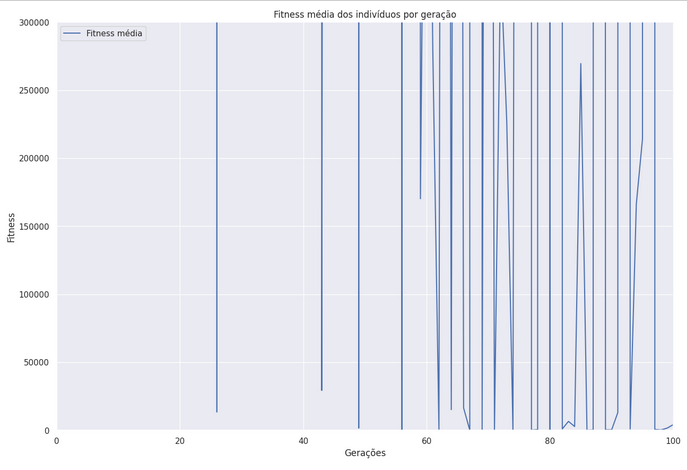 Fitness média dos indivíduos por geração
Fitness média
300000
250000
200000
150000
100000
50000
0
Fitness
0 20 40 60 80 100
Gerações